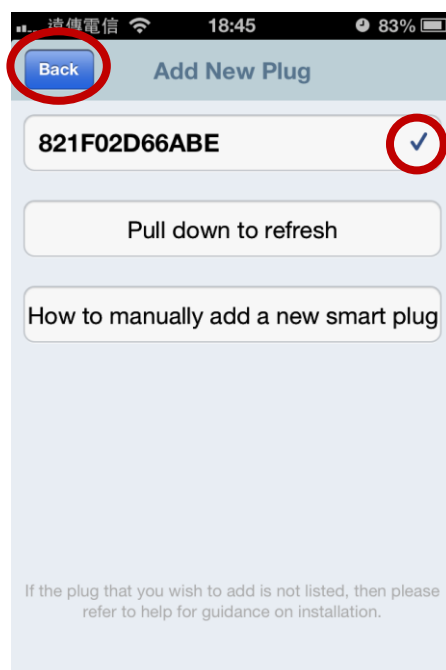 遠傳電信 18:45 83%
Back Add New Plug
821F02D66ABE
Pull down to refresh
How to manually add a new smart plug
If the plug that you wish to add is not listed, then please
refer to help for guidance on installation.